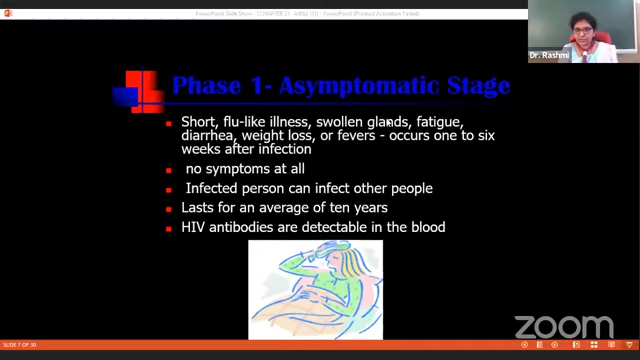 PowerPoint Slide Show - [CHAPTER 21 AIDS2 (1)] - PowerPoint (Product Activation Failed)
Dr. Rashmi
Phase 1- Asymptomatic Stage
Short, flu-like illness, swollen glands, fatigue,
diarrhea, weight loss, or fevers - occurs one to six
weeks after infection
no symptoms at all
Infected person can infect other people
Lasts for an average of ten years
HIV antibodies are detectable in the blood
zoom
SLIDE 7 OF 30